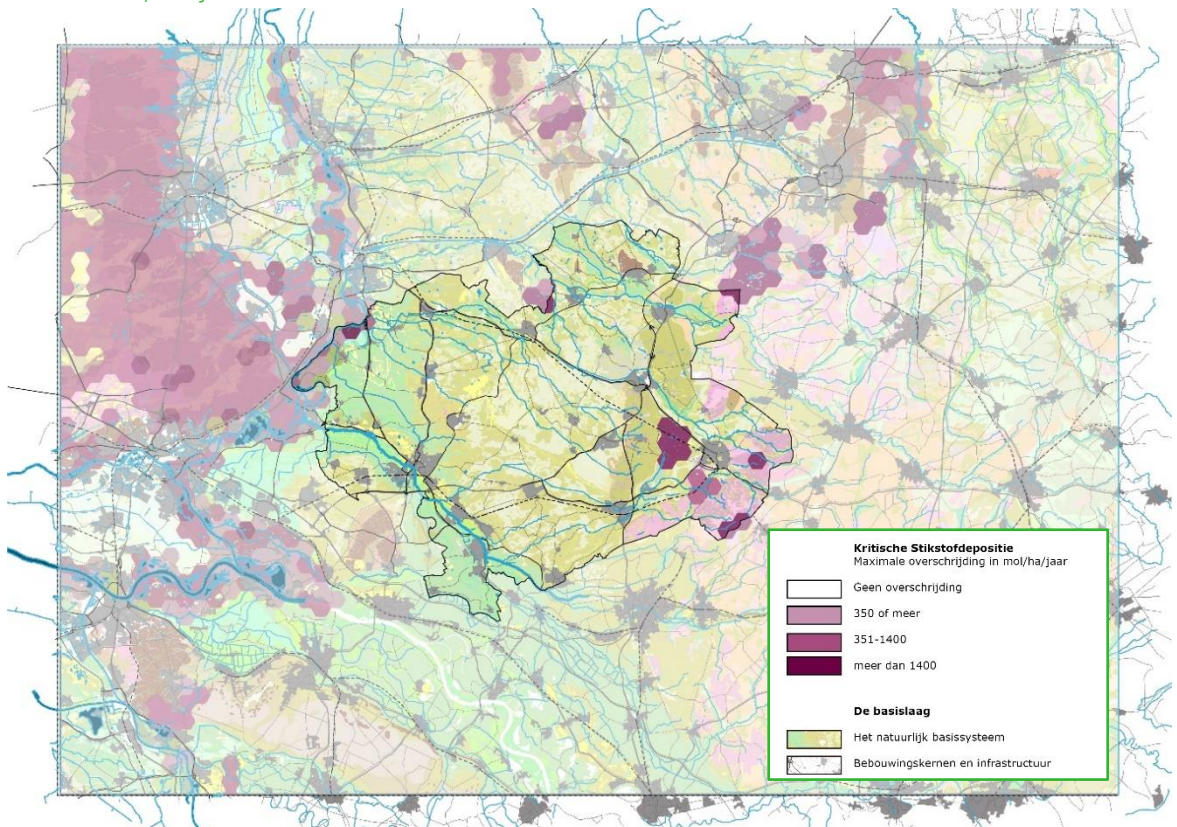 Kritische Stikstofdepositie
Maximale overschrijding in mol/ha/jaar
Geen overschrijding
350 of meer
351-1400
meer dan 1400
De basislaag
Het natuurlijk basissysteem
Bebouwingskernen en infrastructuur